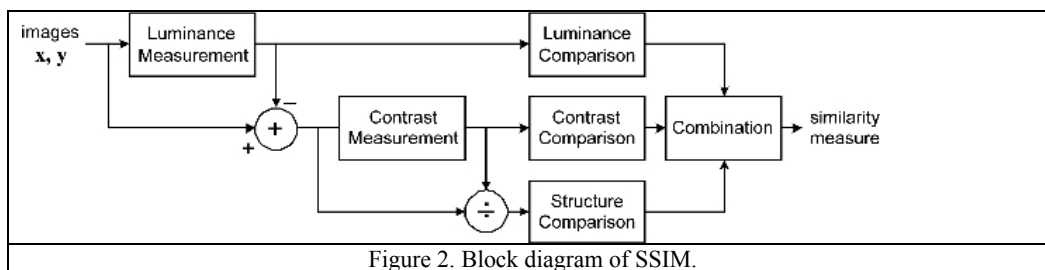 images
x, y
Luminance
Measurement
Luminance
Comparison
−
+
+
Contrast
Measurement
Contrast
Comparison
Combination
similarity
measure
÷
Structure
Comparison
Figure 2. Block diagram of SSIM.